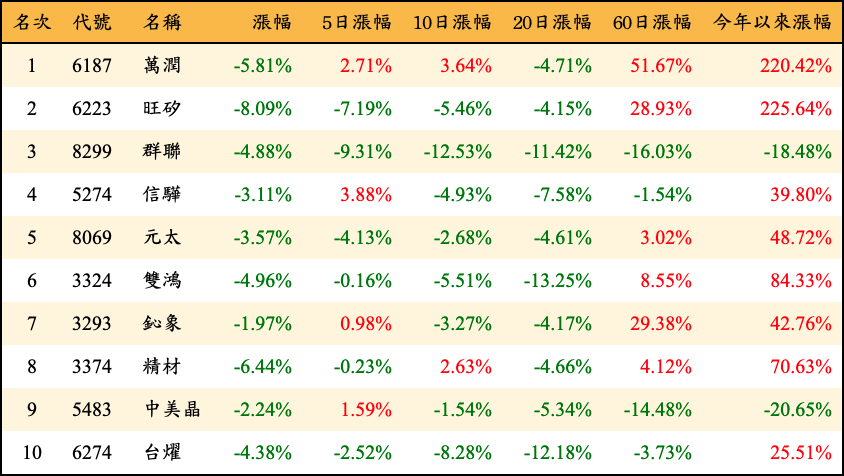 名次 代號 名稱 漲幅 5日漲幅 10日漲幅 20日漲幅 60日漲幅 今年以來漲幅
1 6187 萬潤 -5.81% 2.71% 3.64% -4.71% 51.67% 220.42%
2 6223 旺矽 -8.09% -7.19% -5.46% -4.15% 28.93% 225.64%
3 8299 群聯 -4.88% -9.31% -12.53% -11.42% -16.03% -18.48%
4 5274 信驊 -3.11% 3.88% -4.93% -7.58% -1.54% 39.80%
5 8069 元太 -3.57% -4.13% -2.68% -4.61% 3.02% 48.72%
6 3324 雙鴻 -4.96% -0.16% -5.51% -13.25% 8.55% 84.33%
7 3293 鈊象 -1.97% 0.98% -3.27% -4.17% 29.38% 42.76%
8 3374 精材 -6.44% -0.23% 2.63% -4.66% 4.12% 70.63%
9 5483 中美晶 -2.24% 1.59% -1.54% -5.34% -14.48% -20.65%
10 6274 台燿 -4.38% -2.52% -8.28% -12.18% -3.73% 25.51%